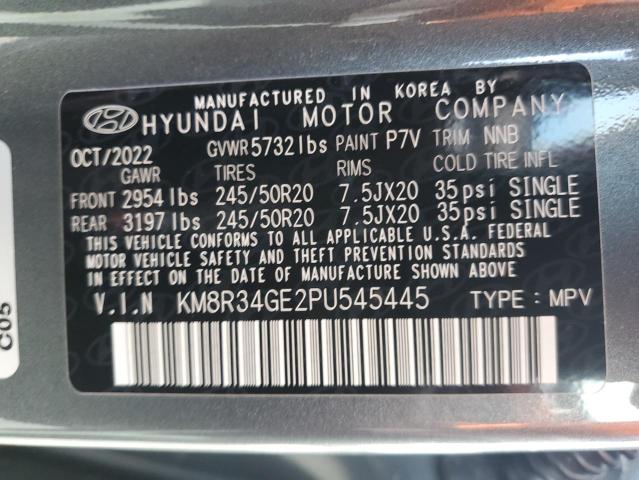 MANUFACTURED IN KOREA BY
HYUNDAI MOTOR COMPANY
OCT/2022 GVWR 5732 lbs PAINT P7V TRIM NNB
GAWR TIRES RIMS COLD TIRE INFL
FRONT 2954 lbs 245/50R20 7.5JX20 35psi SINGLE
REAR 3197 lbs 245/50R20 7.5JX20 35psi SINGLE
THIS VEHICLE CONFORMS TO ALL APPLICABLE U.S.A. FEDERAL
MOTOR VEHICLE SAFETY, BUMPER, AND THEFT PREVENTION
STANDARDS IN EFFECT ON THE DATE OF MANUFACTURE SHOWN ABOVE.
V.I.N KM8R34GE2PU545445 TYPE : MPV
C05